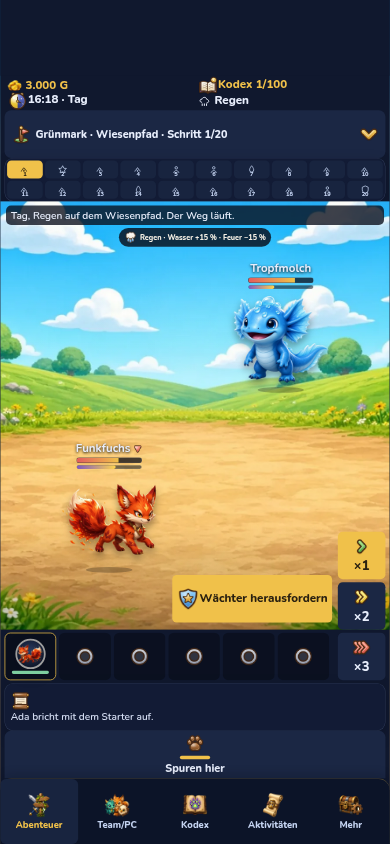 3.000 G
Kodex 1/100
16:18 · Tag
Regen
Grünmark · Wiesenpfad · Schritt 1/20
Tag, Regen auf dem Wiesenpfad. Der Weg läuft.
Regen · Wasser +15 % · Feuer −15 %
Tropfmolch
Funkfuchs
×1
Wächter herausfordern
×2
×3
Ada bricht mit dem Starter auf.
Spuren hier
Abenteuer
Team/PC
Kodex
Aktivitäten
Mehr